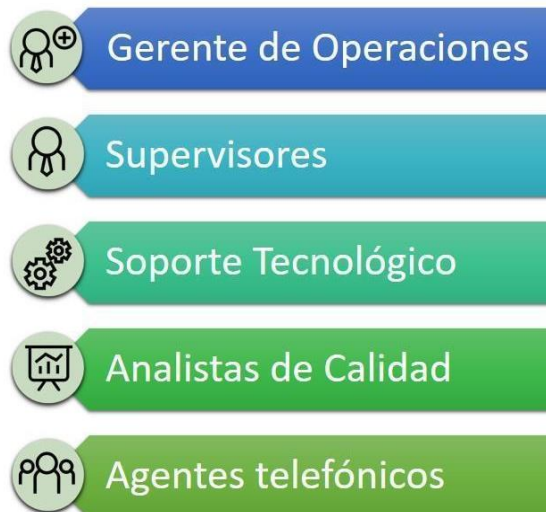 Gerente de Operaciones
Supervisores
Soporte Tecnológico
Analistas de Calidad
Agentes telefónicos